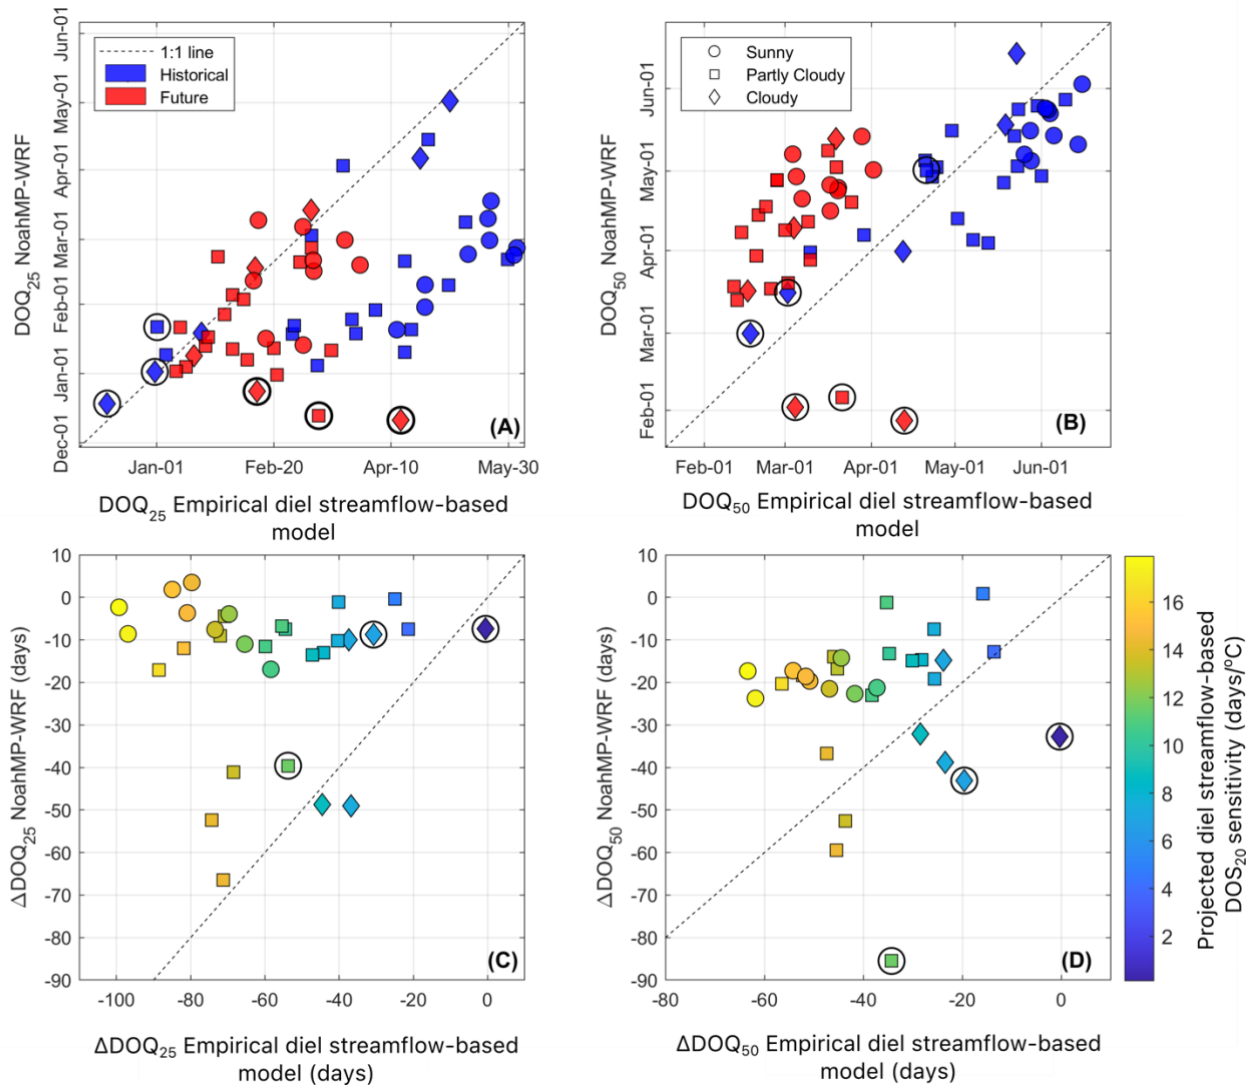 1:1 line
Historical
Future
Jun-01
May-01
Apr-01
Mar-01
Feb-01
Jan-01
Dec-01
DOQ25 NoahMP-WRF
(A)
Jan-01 Feb-20 Apr-10 May-30
DOQ25 Empirical diel streamflow-based
model
Sunny
Partly Cloudy
Cloudy
Jun-01
May-01
Apr-01
Mar-01
Feb-01
DOQ50 NoahMP-WRF
(B)
Feb-01 Mar-01 Apr-01 May-01 Jun-01
DOQ50 Empirical diel streamflow-based
model
10
0
-10
-20
-30
-40
-50
-60
-70
-80
-90
ΔDOQ25 NoahMP-WRF (days)
(C)
-100 -80 -60 -40 -20 0
ΔDOQ25 Empirical diel streamflow-based
model (days)
10
0
-10
-20
-30
-40
-50
-60
-70
-80
-90
ΔDOQ50 NoahMP-WRF (days)
(D)
-80 -60 -40 -20 0
ΔDOQ50 Empirical diel streamflow-based
model (days)
16
14
12
10
8
6
4
2
Projected diel streamflow-based
DOS20 sensitivity (days/ºC)